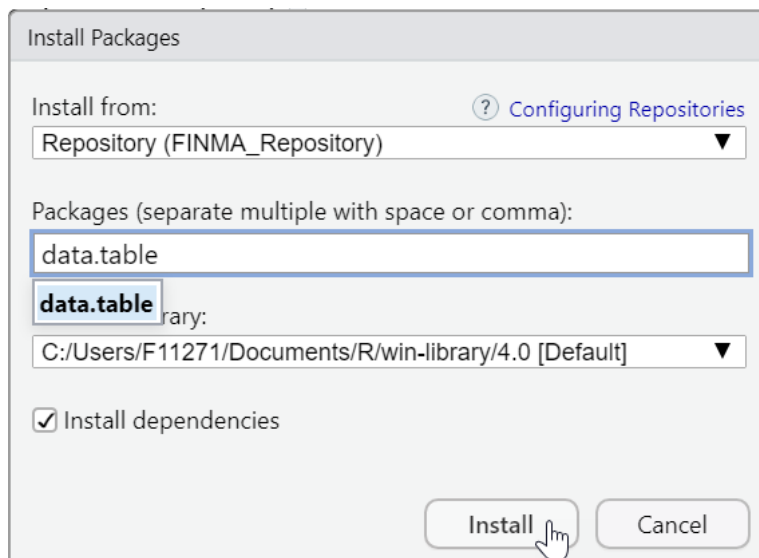 Install Packages
Install from:
? Configuring Repositories
Repository (FINMA_Repository)
Packages (separate multiple with space or comma):
data.table
data.table
rary:
C:/Users/F11271/Documents/R/win-library/4.0 [Default]
Install dependencies
Install Cancel